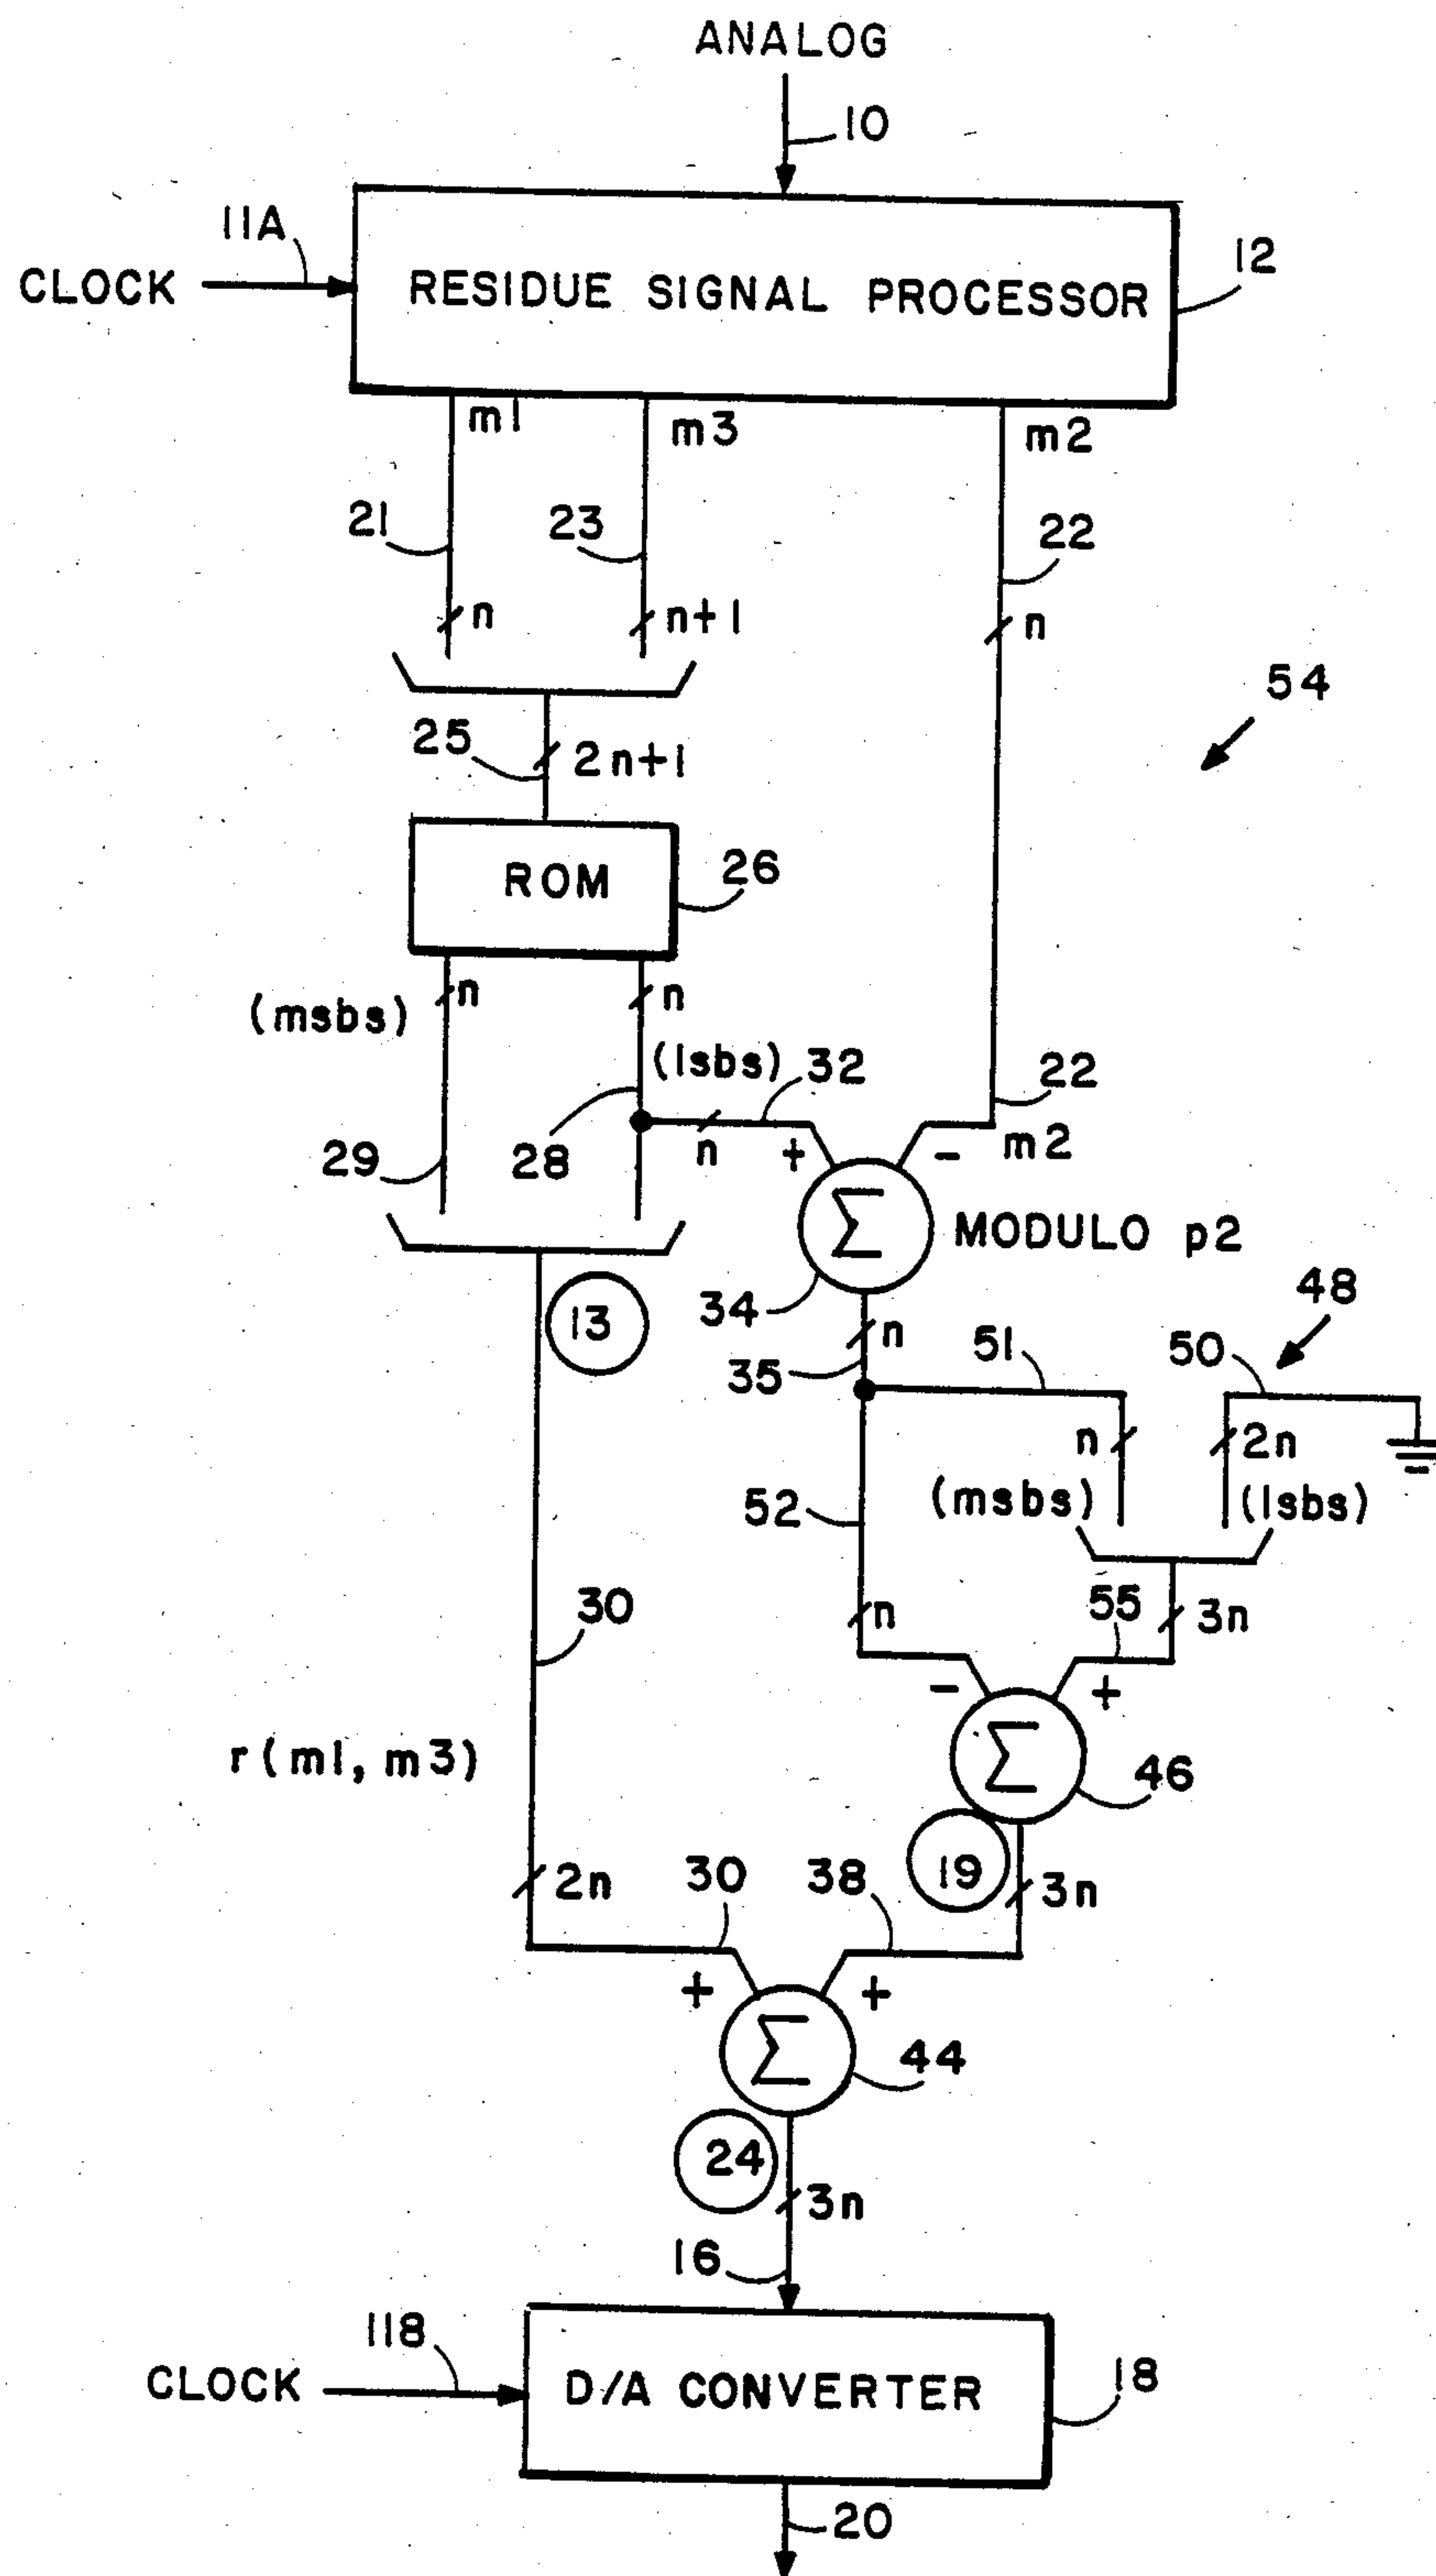 ANALOG
10
11A
CLOCK
RESIDUE SIGNAL PROCESSOR
12
m1
m3
m2
21
23
22
n
n+1
n
54
25
2n+1
ROM
26
(msbs)
n
n
(lsbs)
32
22
29
28
n
+
-
m2
Σ
MODULO p2
34
13
48
n
35
51
50
n
2n
52
(msbs)
(lsbs)
30
n
55
3n
-
+
r(m1, m3)
Σ
46
19
2n
30
38
3n
+
+
Σ
44
24
3n
16
118
CLOCK
D/A CONVERTER
18
20